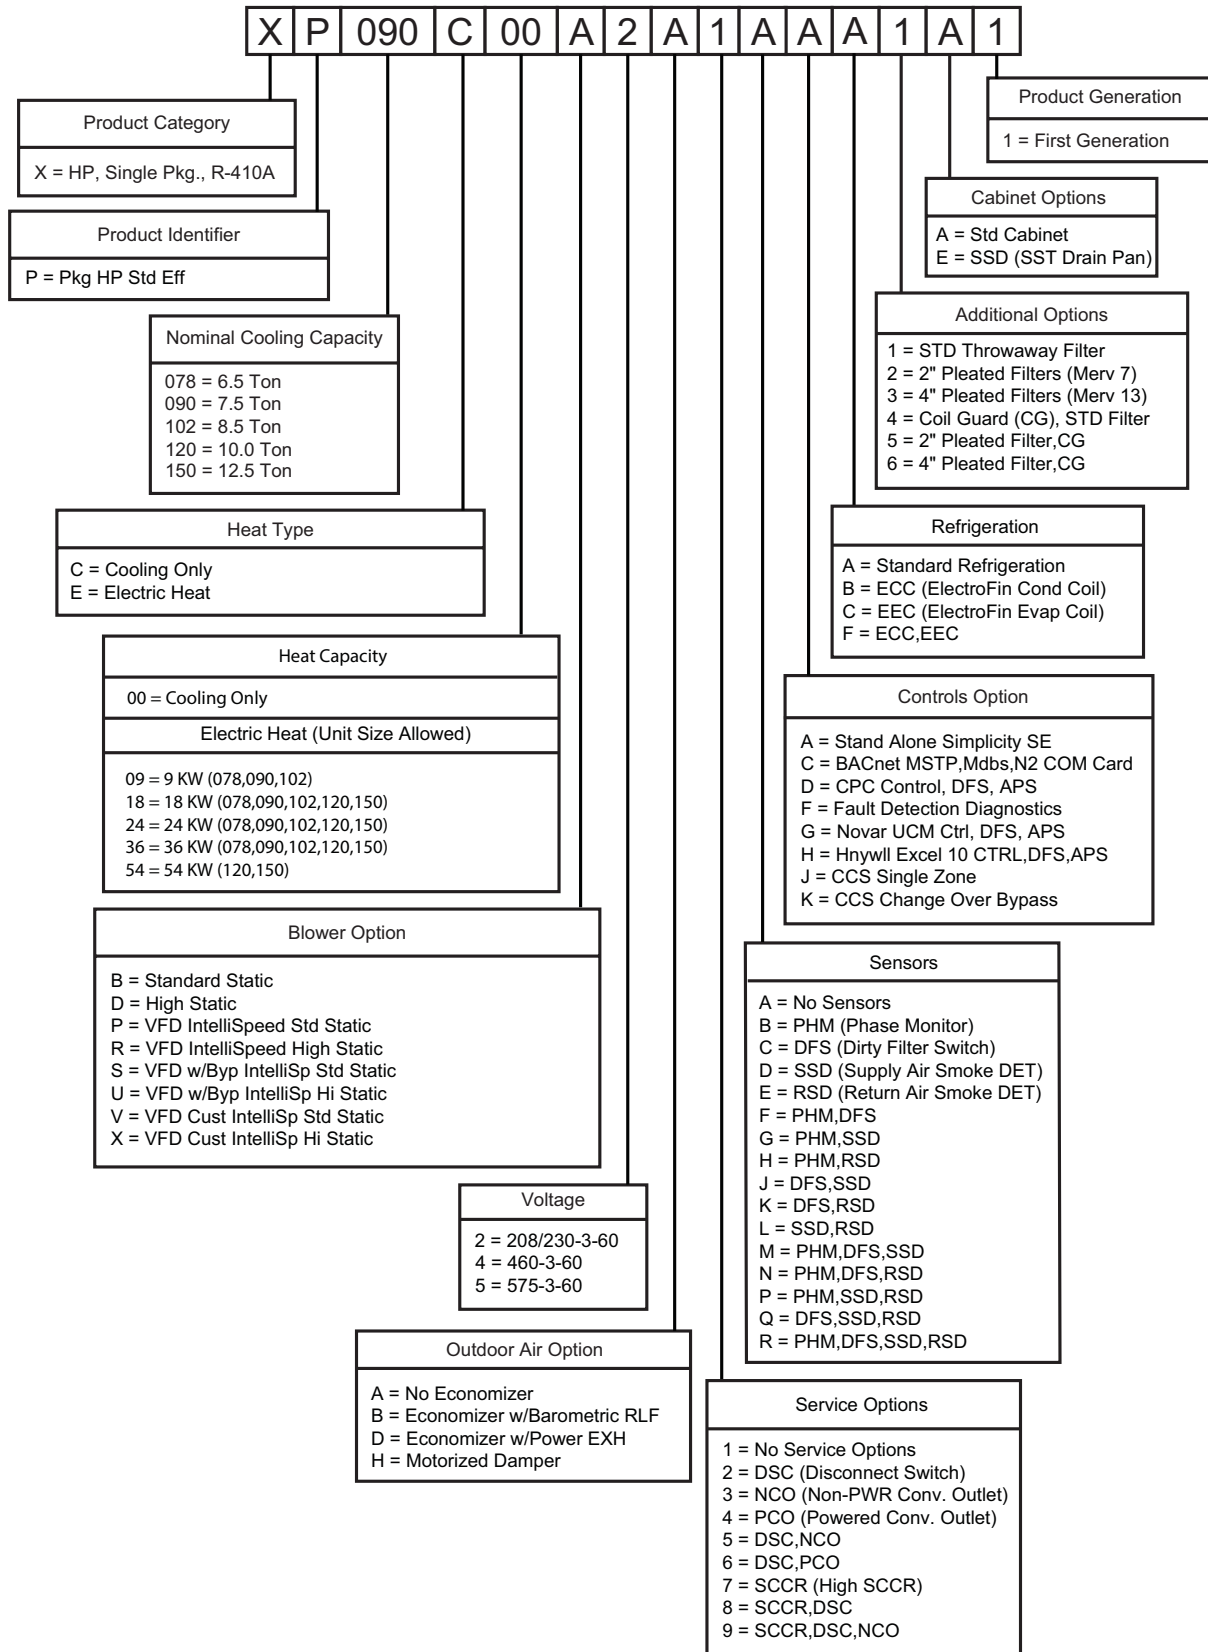 X P 090 C 00 A 2 A 1 A A A 1 A 1
Product Category
X = HP, Single Pkg., R-410A
Product Identifier
P = Pkg HP Std Eff
Nominal Cooling Capacity
078 = 6.5 Ton
090 = 7.5 Ton
102 = 8.5 Ton
120 = 10.0 Ton
150 = 12.5 Ton
Heat Type
C = Cooling Only
E = Electric Heat
Heat Capacity
00 = Cooling Only
Electric Heat (Unit Size Allowed)
09 = 9 KW (078,090,102)
18 = 18 KW (078,090,102,120,150)
24 = 24 KW (078,090,102,120,150)
36 = 36 KW (078,090,102,120,150)
54 = 54 KW (120,150)
Blower Option
B = Standard Static
D = High Static
P = VFD IntelliSpeed Std Static
R = VFD IntelliSpeed High Static
S = VFD w/Byp IntelliSp Std Static
U = VFD w/Byp IntelliSp Hi Static
V = VFD Cust IntelliSp Std Static
X = VFD Cust IntelliSp Hi Static
Voltage
2 = 208/230-3-60
4 = 460-3-60
5 = 575-3-60
Outdoor Air Option
A = No Economizer
B = Economizer w/Barometric RLF
D = Economizer w/Power EXH
H = Motorized Damper
Product Generation
1 = First Generation
Cabinet Options
A = Std Cabinet
E = SSD (SST Drain Pan)
Additional Options
1 = STD Throwaway Filter
2 = 2" Pleated Filters (Merv 7)
3 = 4" Pleated Filters (Merv 13)
4 = Coil Guard (CG), STD Filter
5 = 2" Pleated Filter,CG
6 = 4" Pleated Filter,CG
Refrigeration
A = Standard Refrigeration
B = ECC (ElectroFin Cond Coil)
C = EEC (ElectroFin Evap Coil)
F = ECC,EEC
Controls Option
A = Stand Alone Simplicity SE
C = BACnet MSTP,Mdbs,N2 COM Card
D = CPC Control, DFS, APS
F = Fault Detection Diagnostics
G = Novar UCM Ctrl, DFS, APS
H = Hnywll Excel 10 CTRL,DFS,APS
J = CCS Single Zone
K = CCS Change Over Bypass
Sensors
A = No Sensors
B = PHM (Phase Monitor)
C = DFS (Dirty Filter Switch)
D = SSD (Supply Air Smoke DET)
E = RSD (Return Air Smoke DET)
F = PHM,DFS
G = PHM,SSD
H = PHM,RSD
J = DFS,SSD
K = DFS,RSD
L = SSD,RSD
M = PHM,DFS,SSD
N = PHM,DFS,RSD
P = PHM,SSD,RSD
Q = DFS,SSD,RSD
R = PHM,DFS,SSD,RSD
Service Options
1 = No Service Options
2 = DSC (Disconnect Switch)
3 = NCO (Non-PWR Conv. Outlet)
4 = PCO (Powered Conv. Outlet)
5 = DSC,NCO
6 = DSC,PCO
7 = SCCR (High SCCR)
8 = SCCR,DSC
9 = SCCR,DSC,NCO